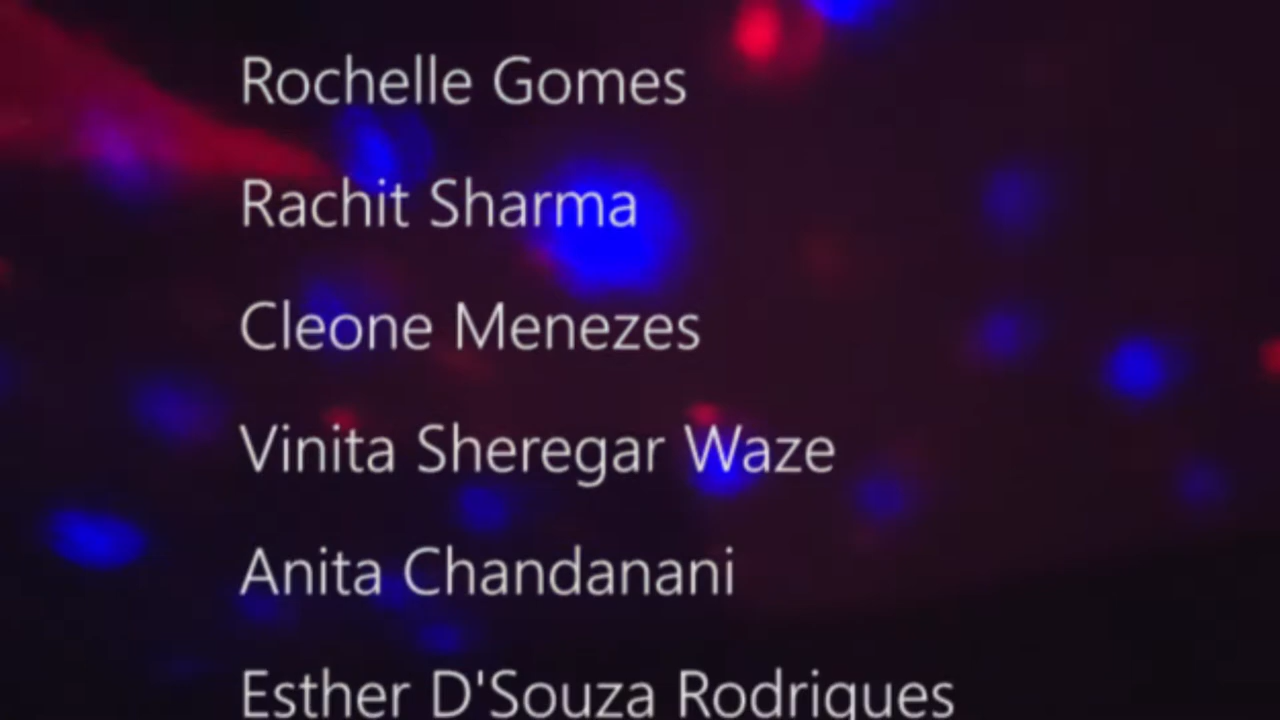 Rochelle Gomes
Rachit Sharma
Cleone Menezes
Vinita Sheregar Waze
Anita Chandanani
Esther D'Souza Rodrigues